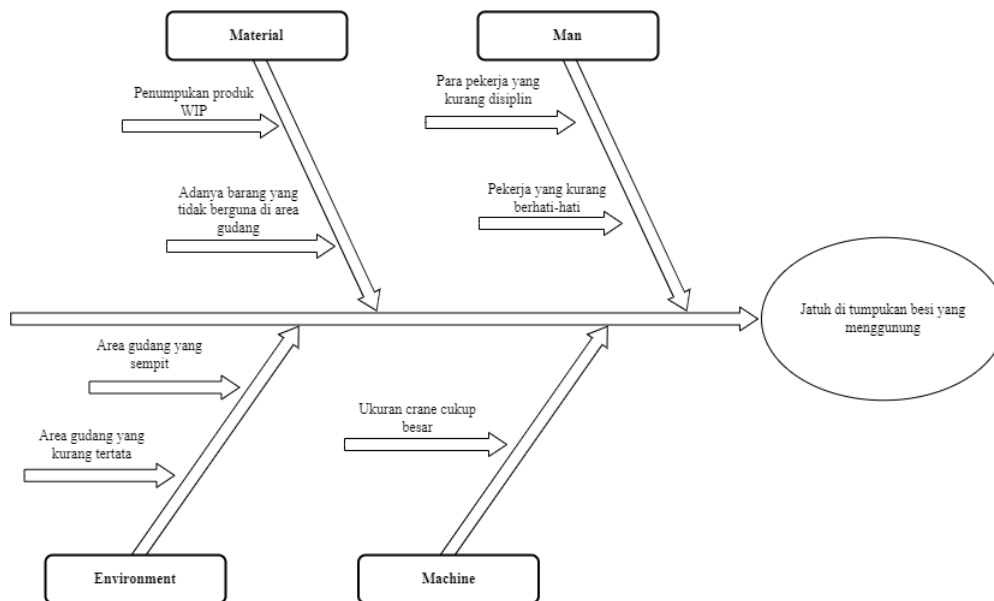 Material
Man
Penumpukan produk
WIP
Para pekerja yang
kurang disiplin
Adanya barang yang
tidak berguna di area
gudang
Pekerja yang kurang
berhati-hati
Jatuh di tumpukan besi yang
menggunung
Area gudang yang
sempit
Ukuran crane cukup
besar
Area gudang yang
kurang tertata
Environment
Machine